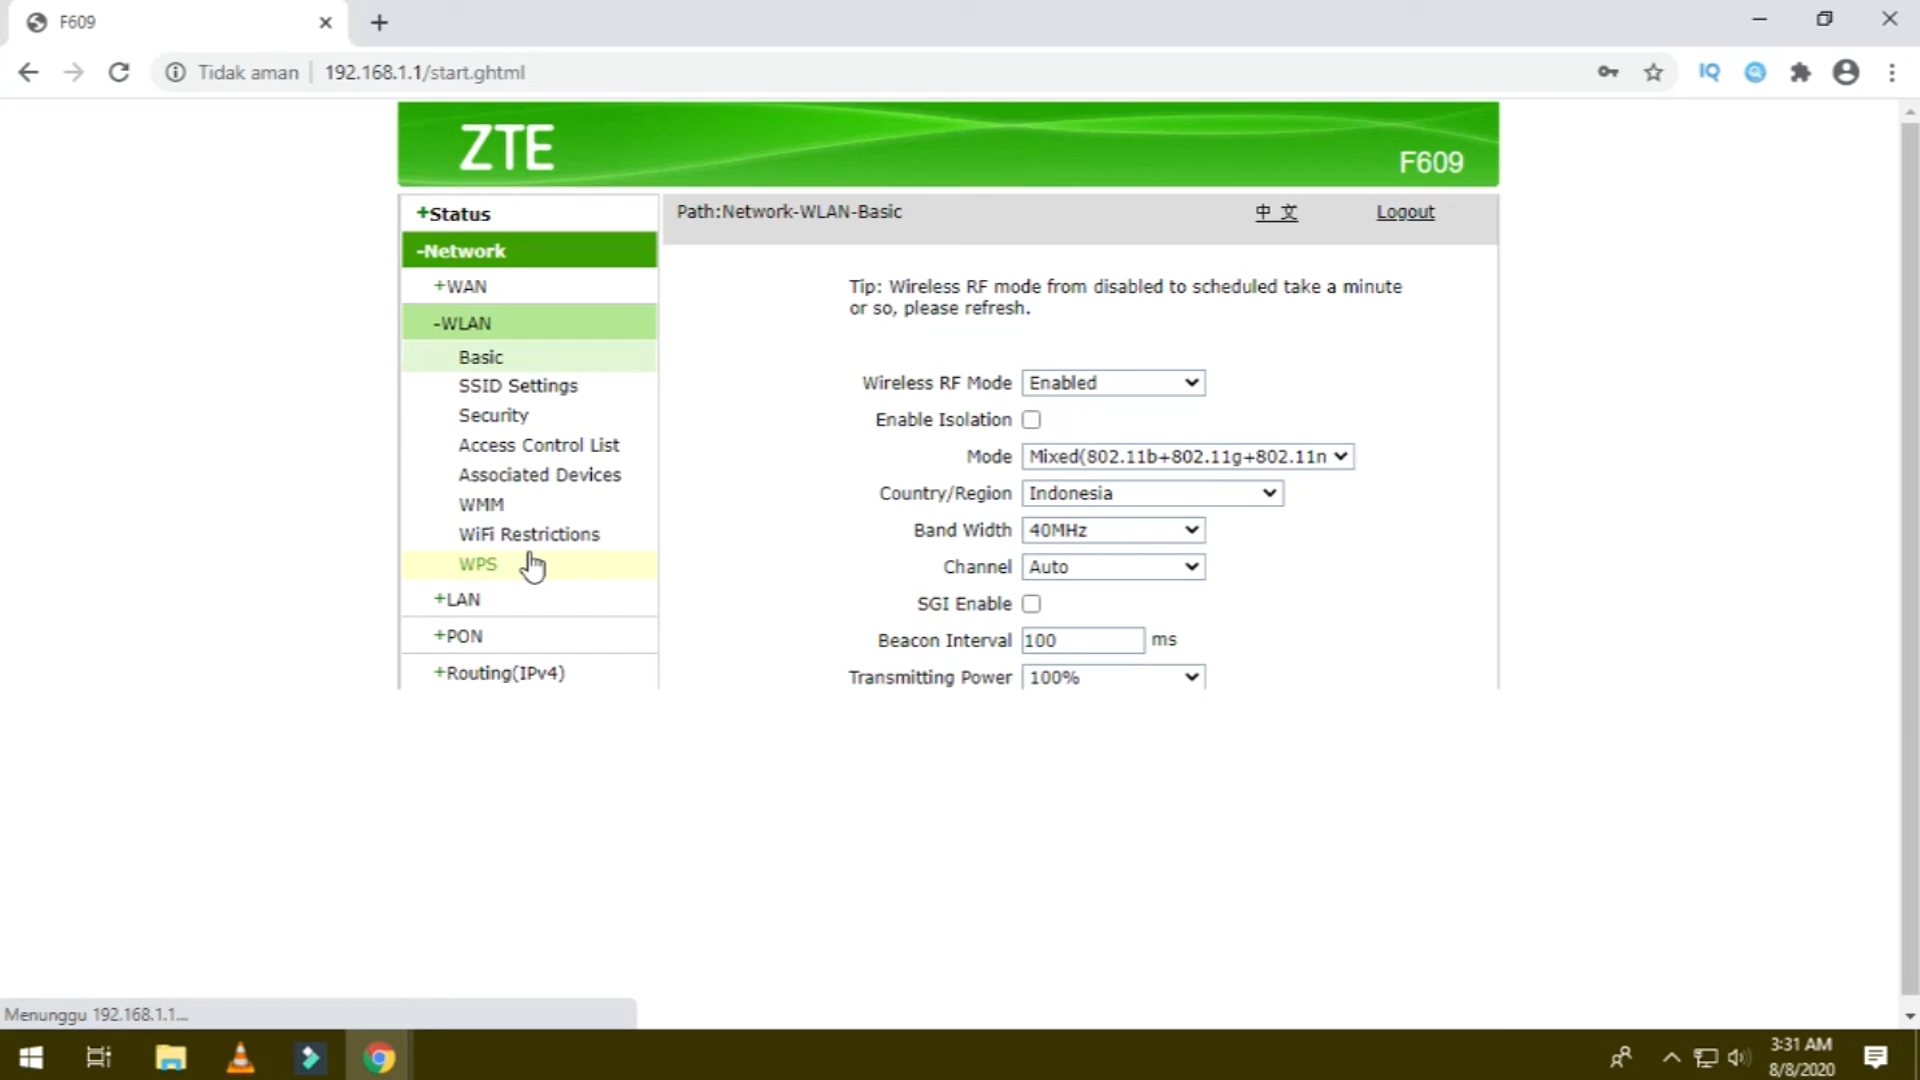 F609
Tidak aman | 192.168.1.1/start.ghtml
IQ
ZTE
F609
+Status
-Network
+WAN
-WLAN
Basic
SSID Settings
Security
Access Control List
Associated Devices
WMM
WiFi Restrictions
WPS
+LAN
+PON
+Routing(IPv4)
Path:Network-WLAN-Basic
中 文
Logout
Tip: Wireless RF mode from disabled to scheduled take a minute
or so, please refresh.
Wireless RF Mode Enabled
Enable Isolation
Mode Mixed(802.11b+802.11g+802.11n
Country/Region Indonesia
Band Width 40MHz
Channel Auto
SGI Enable
Beacon Interval 100 ms
Transmitting Power 100%
Menunggu 192.168.1.1...
3:31 AM
8/8/2020